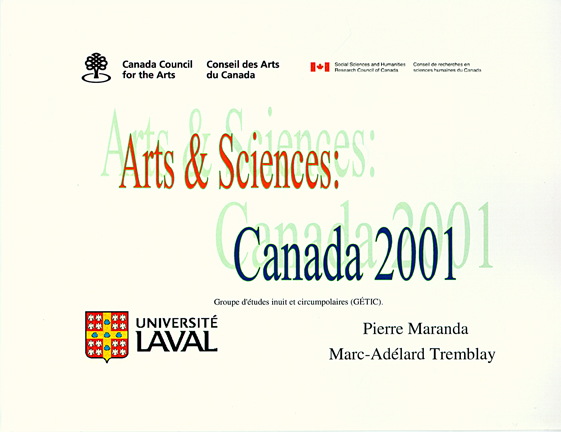 Canada Council for the Arts
Conseil des Arts du Canada
Social Sciences and Humanities Research Council of Canada
Conseil de recherches en sciences humaines du Canada
Arts & Sciences:
Canada 2001
Groupe d'études inuit et circumpolaires (GÉTIC).
UNIVERSITÉ
LAVAL
Pierre Maranda
Marc-Adélard Tremblay